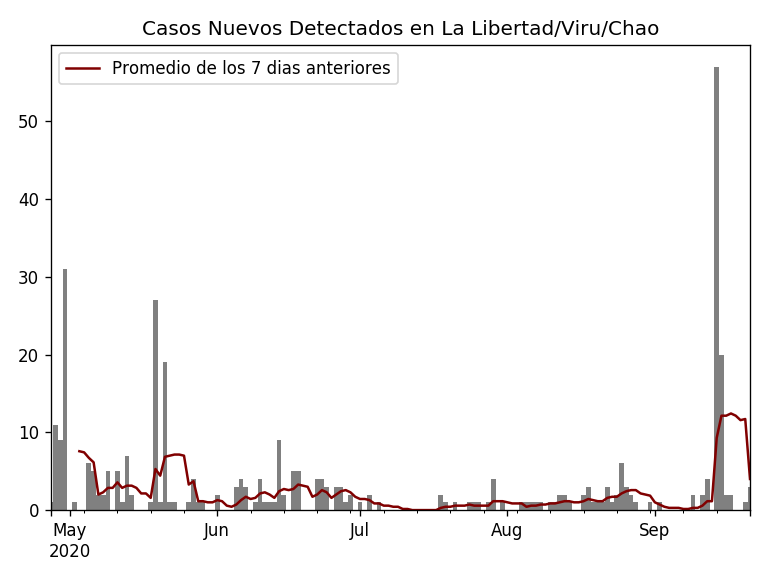 Casos Nuevos Detectados en La Libertad/Viru/Chao
Promedio de los 7 dias anteriores
50
40
30
20
10
0
May Jun Jul Aug Sep
2020